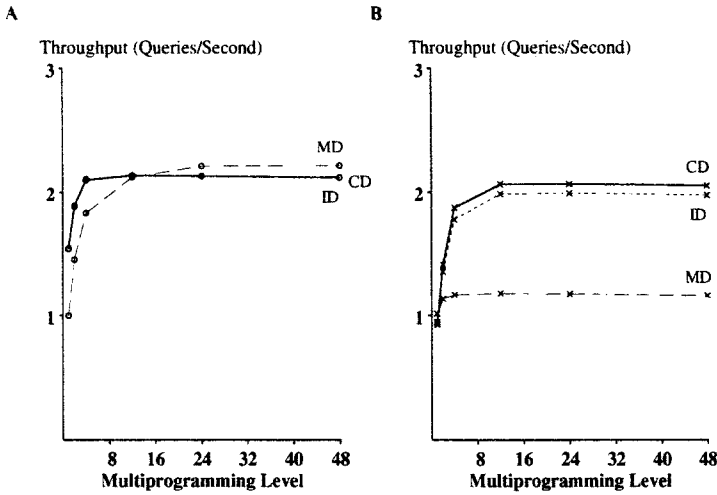 A
Throughput (Queries/Second)
3
2
1
MD
CD
ID
8 16 24 32 40 48
Multiprogramming Level
B
Throughput (Queries/Second)
3
2
1
CD
ID
MD
8 16 24 32 40 48
Multiprogramming Level